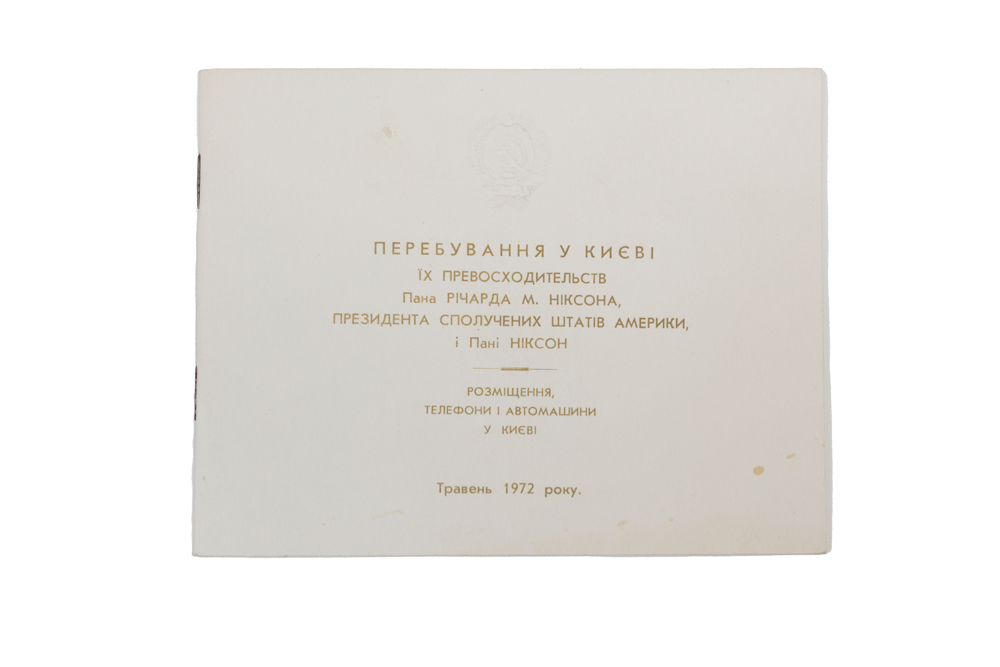 ПЕРЕБУВАННЯ У КИЄВІ
ЇХ ПРЕВОСХОДИТЕЛЬСТВ
Пана РІЧАРДА М. НІКСОНА,
ПРЕЗИДЕНТА СПОЛУЧЕНИХ ШТАТІВ АМЕРИКИ,
і Пані НІКСОН
РОЗМІЩЕННЯ,
ТЕЛЕФОНИ І АВТОМАШИНИ
У КИЄВІ
Травень 1972 року.